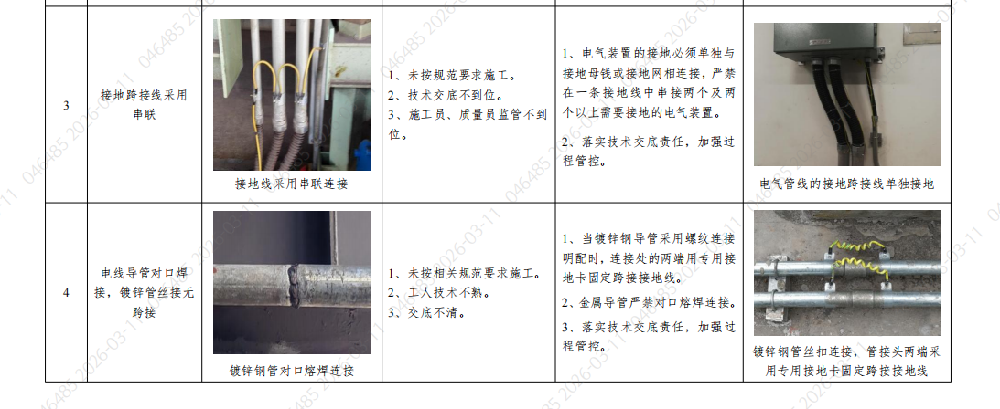 3
接地跨接线采用
串联
接地线采用串联连接
1、未按规范要求施工。
2、技术交底不到位。
3、施工员、质量员监管不到
位。
1、电气装置的接地必须单独与
接地母钱或接地网相连接，严禁
在一条接地线中串接两个及两
个以上需要接地的电气装置。
2、落实技术交底责任，加强过
程管控。
电气管线的接地跨接线单独接地
4
电线导管对口焊
接，镀锌管丝接无
跨接
镀锌钢管对口熔焊连接
1、未按相关规范要求施工。
2、工人技术不熟。
3、交底不清。
1、当镀锌钢导管采用螺纹连接
明配时，连接处的两端用专用接
地卡固定跨接接地线。
2、金属导管严禁对口熔焊连接。
3、落实技术交底责任，加强过
程管控。
镀锌钢管丝扣连接，管接头两端采
用专用接地卡固定跨接接地线
046485 2026-03-11